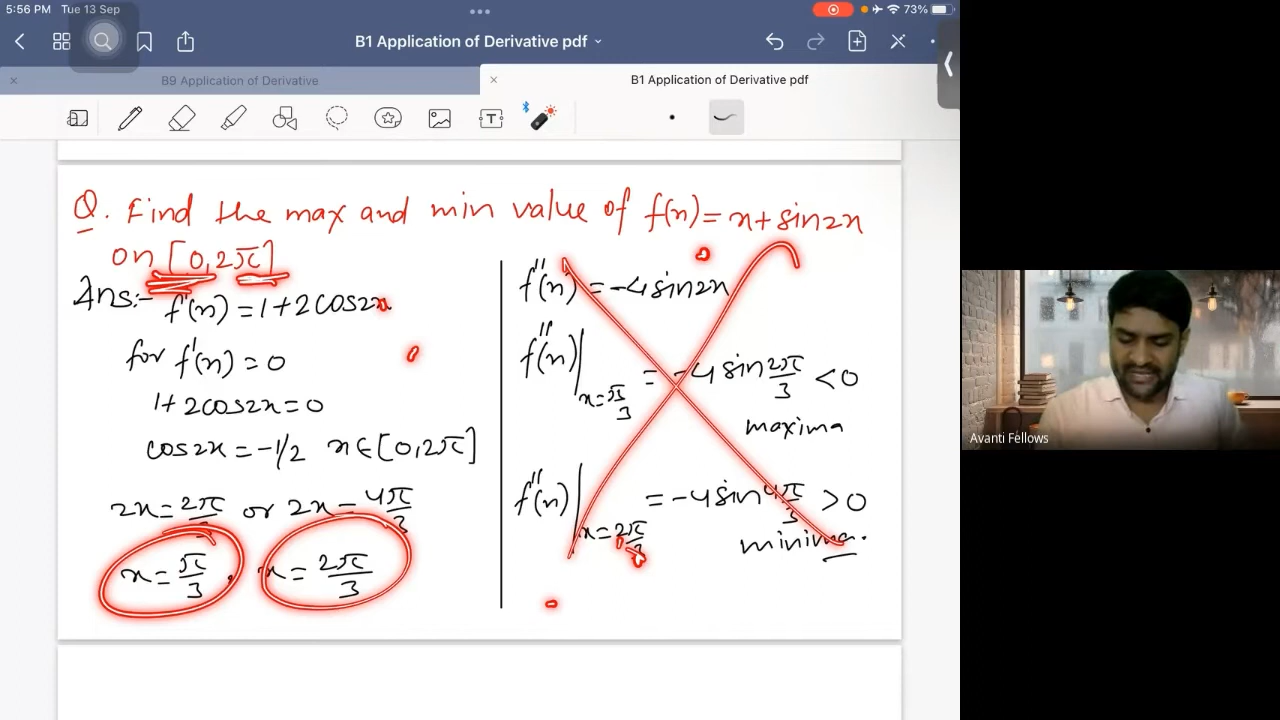 5:56 PM Tue 13 Sep
73%
B1 Application of Derivative pdf
B9 Application of Derivative
B1 Application of Derivative pdf
Q. Find the max and min value of f(x) = x + sin2x
on [0, 2π]
Ans:- f'(x) = 1 + 2cos2x
for f'(x) = 0
1 + 2cos2x = 0
cos2x = -1/2 x ∈ [0, 2π]
2x = 2π/3 or 2x = 4π/3
x = π/3, x = 2π/3
f''(x) = -4sin2x
f''(x)|x=π/3 = -4 sin 2π/3 < 0
maxima
f''(x)|x=2π/3 = -4 sin 4π/3 > 0
minima.
Avanti Fellows